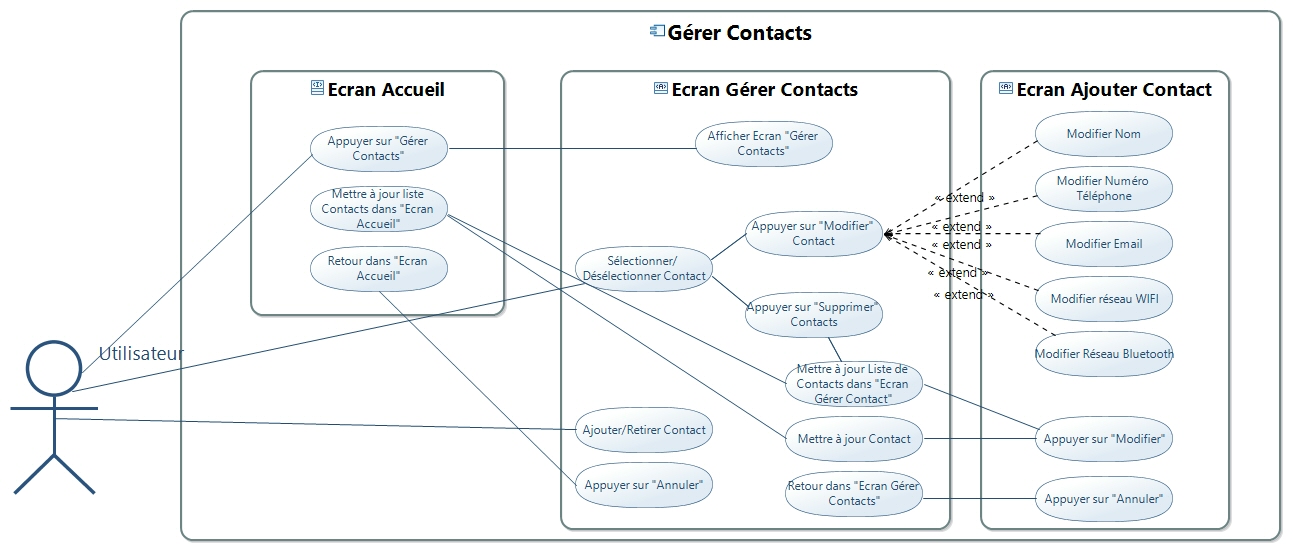 Gérer Contacts
Ecran Accueil
Appuyer sur "Gérer
Contacts"
Mettre à jour liste
Contacts dans "Ecran
Accueil"
Retour dans "Ecran
Accueil"
Utilisateur
Ecran Gérer Contacts
Afficher Ecran "Gérer
Contacts"
Appuyer sur "Modifier"
Contact
Sélectionner/
Désélectionner Contact
Appuyer sur "Supprimer"
Contacts
Mettre à jour Liste de
Contacts dans "Ecran
Gérer Contact"
Ajouter/Retirer Contact
Mettre à jour Contact
Appuyer sur "Annuler"
Retour dans "Ecran Gérer
Contacts"
« extend »
« extend »
« extend »
« extend »
« extend »
Ecran Ajouter Contact
Modifier Nom
Modifier Numéro
Téléphone
Modifier Email
Modifier réseau WIFI
Modifier Réseau Bluetooth
Appuyer sur "Modifier"
Appuyer sur "Annuler"